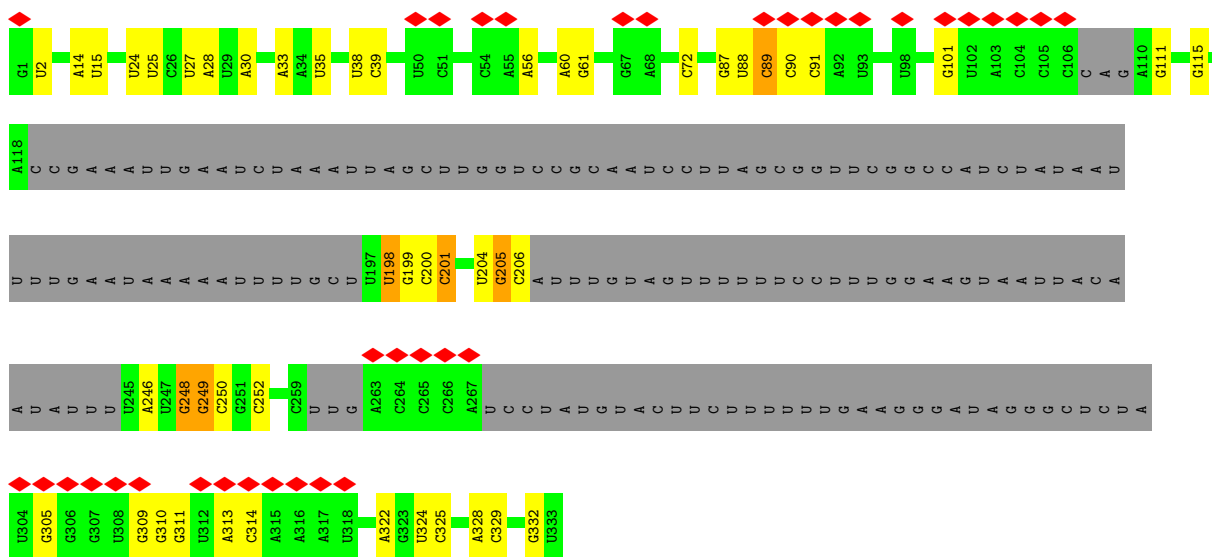 G1 U2 A14 U15 U24 U25 C26 U27 A28 U29 A30 A33 A34 U35 U38 C39 U50 C51 C54 A55 A56 A60 G61 G67 A68 C72 G87 U88 C89 C90 C91 A92 U93 U98 G101 U102 A103 C104 C105 C106 C A G A110 G111 G115
A118 C C G A A A U U G A A U C U A A A U U A G C U U G G U C C G C A A U C C U U A G C G G U U C G G C C A U C U A U A A U
U U U G A A U A A A A A U U U G C U U197 U198 G199 C200 C201 U204 G205 C206 A U U U G U A G U U U U U C C U U U G G A A G U A A U U A C A
A U A U U U U245 A246 U247 G248 G249 C250 G251 C252 C259 U U G A263 C264 C265 C266 A267 U C C U A U G U A C U U C U U U U U U G A A G G G A U A G G G C U C U A
U304 G305 G306 G307 U308 G309 G310 G311 U312 A313 C314 A315 A316 A317 U318 A322 G323 U324 C325 A328 C329 G332 U333